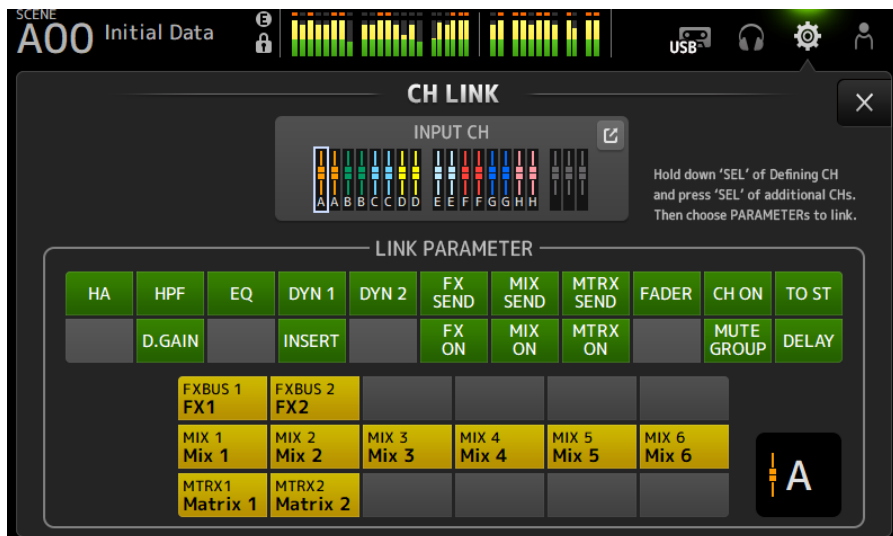 SCENE
A00 Initial Data
E
USB
CH LINK
INPUT CH
A A B B C C D D E E F F G G H H
Hold down ‘SEL’ of Defining CH
and press ‘SEL’ of additional CHs.
Then choose PARAMETERs to link.
LINK PARAMETER
HA HPF EQ DYN 1 DYN 2 FX SEND MIX SEND MTRX SEND FADER CH ON TO ST
D.GAIN INSERT FX ON MIX ON MTRX ON MUTE GROUP DELAY
FXBUS 1 FXBUS 2
FX1 FX2
MIX 1 MIX 2 MIX 3 MIX 4 MIX 5 MIX 6
Mix 1 Mix 2 Mix 3 Mix 4 Mix 5 Mix 6
MTRX1 MTRX2
Matrix 1 Matrix 2
A